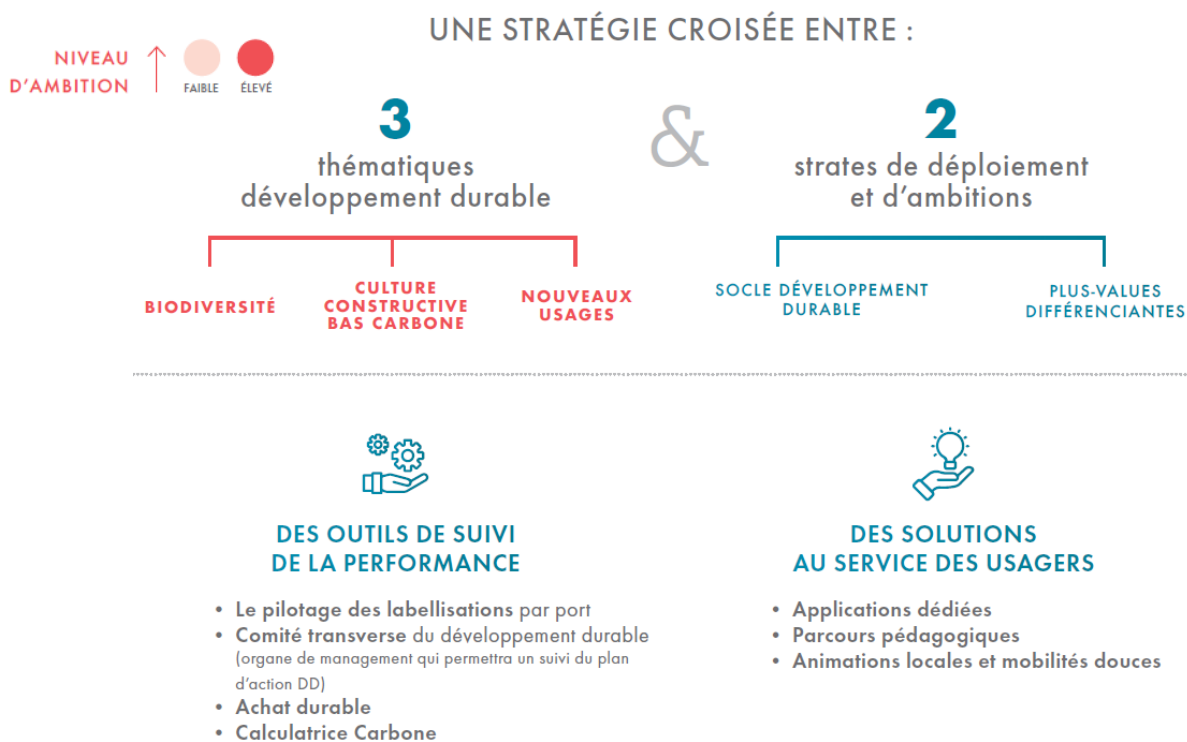 UNE STRATÉGIE CROISÉE ENTRE :
NIVEAU
D'AMBITION
FAIBLE
ÉLEVÉ
3
thématiques
développement durable
&
2
strates de déploiement
et d'ambitions
BIODIVERSITÉ
CULTURE
CONSTRUCTIVE
BAS CARBONE
NOUVEAUX
USAGES
SOCLE DÉVELOPPEMENT
DURABLE
PLUS-VALUES
DIFFÉRENCIANTES
DES OUTILS DE SUIVI
DE LA PERFORMANCE
• Le pilotage des labellisations par port
• Comité transverse du développement durable
(organe de management qui permettra un suivi du plan
d'action DD)
• Achat durable
• Calculatrice Carbone
DES SOLUTIONS
AU SERVICE DES USAGERS
• Applications dédiées
• Parcours pédagogiques
• Animations locales et mobilités douces